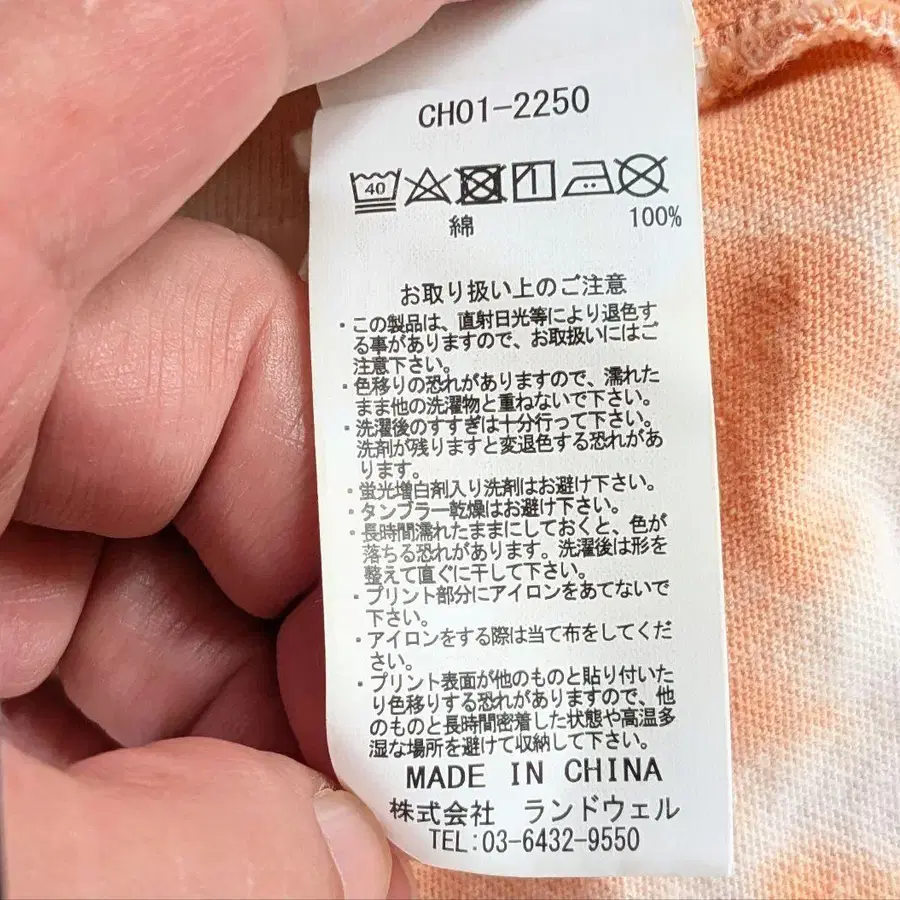 CH01-2250
40
綿 100%
お取り扱い上のご注意
・この製品は、直射日光等により退色す
る事がありますので、お取扱いにはご
注意下さい。
・色移りの恐れがありますので、濡れた
まま他の洗濯物と重ねないで下さい。
・洗濯後のすすぎは十分行って下さい。
洗剤が残りますと変退色する恐れがあ
ります。
・蛍光増白剤入り洗剤はお避け下さい。
・タンブラー乾燥はお避け下さい。
・長時間濡れたままにしておくと、色が
落ちる恐れがあります。洗濯後は形を
整えて直ぐに干して下さい。
・プリント部分にアイロンをあてないで
下さい。
・アイロンをする際は当て布をしてくだ
さい。
・プリント表面が他のものと貼り付いた
り色移りする恐れがありますので、他
のものと長時間密着した状態や高温多
湿な場所を避けて収納して下さい。
MADE IN CHINA
株式会社 ランドウェル
TEL:03-6432-9550